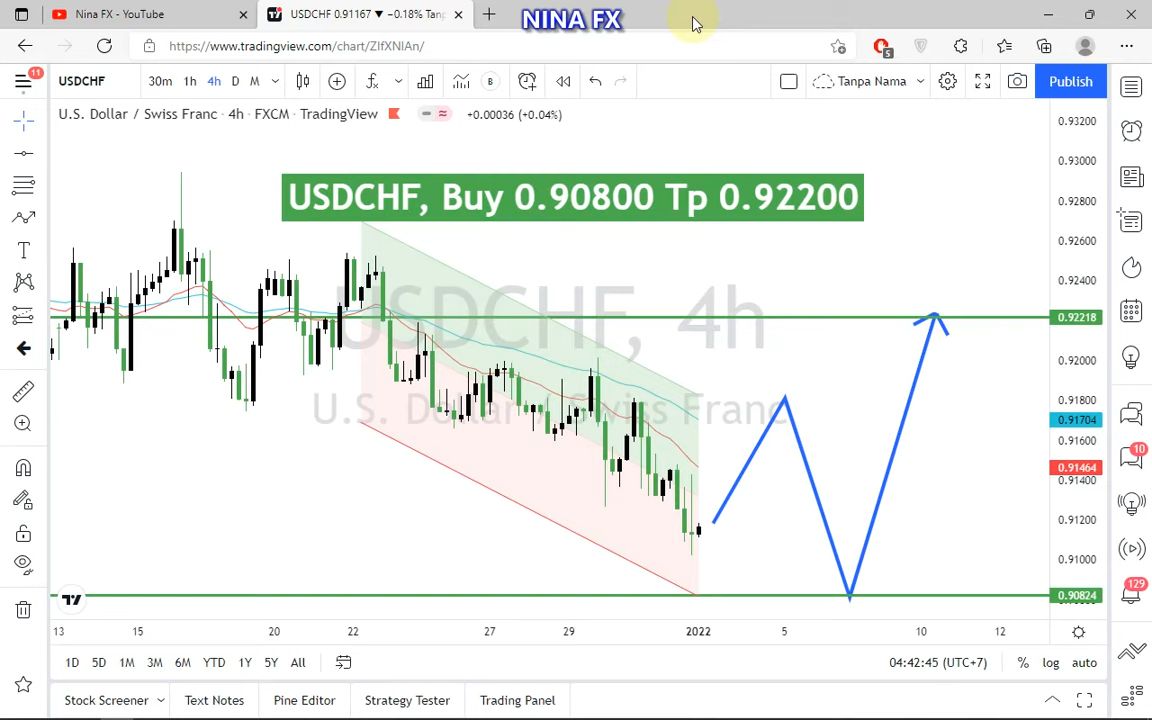 Nina FX - YouTube
USDCHF 0.91167 ▼ −0.18% Tanp
NINA FX
https://www.tradingview.com/chart/ZIfXNIAn/
5
11
USDCHF
30m 1h 4h D M
B
Tanpa Nama
Publish
U.S. Dollar / Swiss Franc · 4h · FXCM · TradingView
+0.00036 (+0.04%)
USDCHF, Buy 0.90800 Tp 0.92200
USDCHF, 4h
U.S. Dollar / Swiss Franc
0.93200
0.93000
0.92800
0.92600
0.92400
0.92218
0.92000
0.91800
0.91704
0.91600
0.91464
0.91400
0.91200
0.91000
0.90824
10
129
13 15 20 22 27 29 2022 5 10 12
1D 5D 1M 3M 6M YTD 1Y 5Y All
04:42:45 (UTC+7) % log auto
Stock Screener Text Notes Pine Editor Strategy Tester Trading Panel